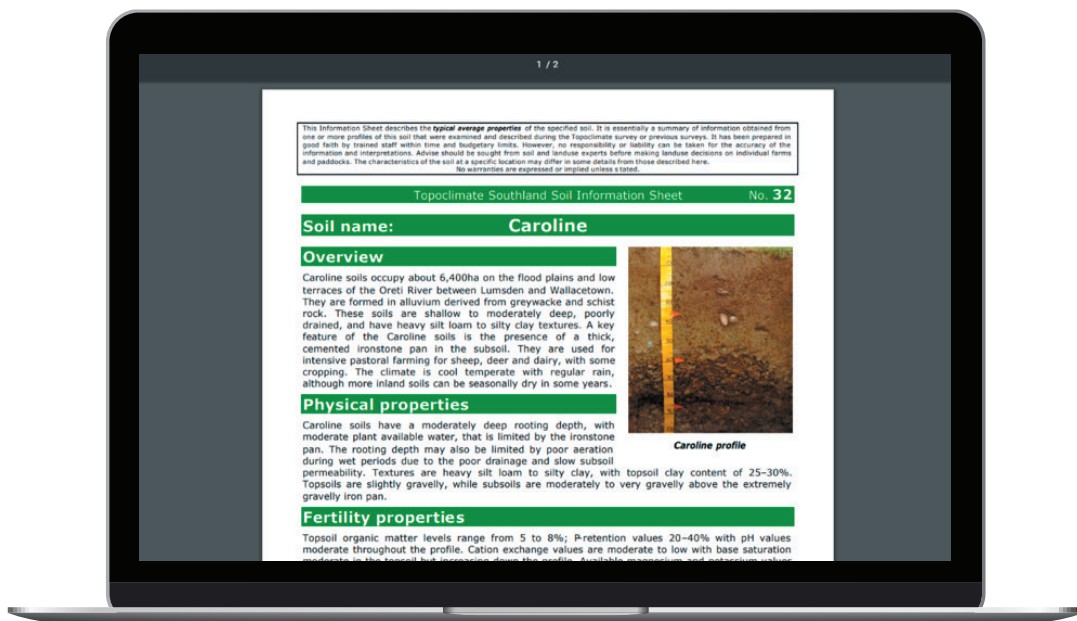 1 / 2
This Information Sheet describes the typical average properties of the specified soil. It is essentially a summary of information obtained from
one or more profiles of this soil that were examined and described during the Topoclimate survey or previous surveys. It has been prepared in
good faith by trained staff within time and budgetary limits. However, no responsibility or liability can be taken for the accuracy of the
information and interpretations. Advise should be sought from soil and landuse experts before making landuse decisions on individual farms
and paddocks. The characteristics of the soil at a specific location may differ in some details from those described here.
No warranties are expressed or implied unless stated.
Topoclimate Southland Soil Information Sheet No. 32
Soil name: Caroline
Overview
Caroline soils occupy about 6,400ha on the flood plains and low
terraces of the Oreti River between Lumsden and Wallacetown.
They are formed in alluvium derived from greywacke and schist
rock. These soils are shallow to moderately deep, poorly
drained, and have heavy silt loam to silty clay textures. A key
feature of the Caroline soils is the presence of a thick,
cemented ironstone pan in the subsoil. They are used for
intensive pastoral farming for sheep, deer and dairy, with some
cropping. The climate is cool temperate with regular rain,
although more inland soils can be seasonally dry in some years.
Physical properties
Caroline soils have a moderately deep rooting depth, with
moderate plant available water, that is limited by the ironstone
pan. The rooting depth may also be limited by poor aeration
during wet periods due to the poor drainage and slow subsoil
permeability. Textures are heavy silt loam to silty clay, with topsoil clay content of 25–30%.
Topsoils are slightly gravelly, while subsoils are moderately to very gravelly above the extremely
gravelly iron pan.
Caroline profile
Fertility properties
Topsoil organic matter levels range from 5 to 8%; P-retention values 20–40% with pH values
moderate throughout the profile. Cation exchange values are moderate to low with base saturation
moderate in the topsoil but increasing down the profile. Available magnesium and potassium values